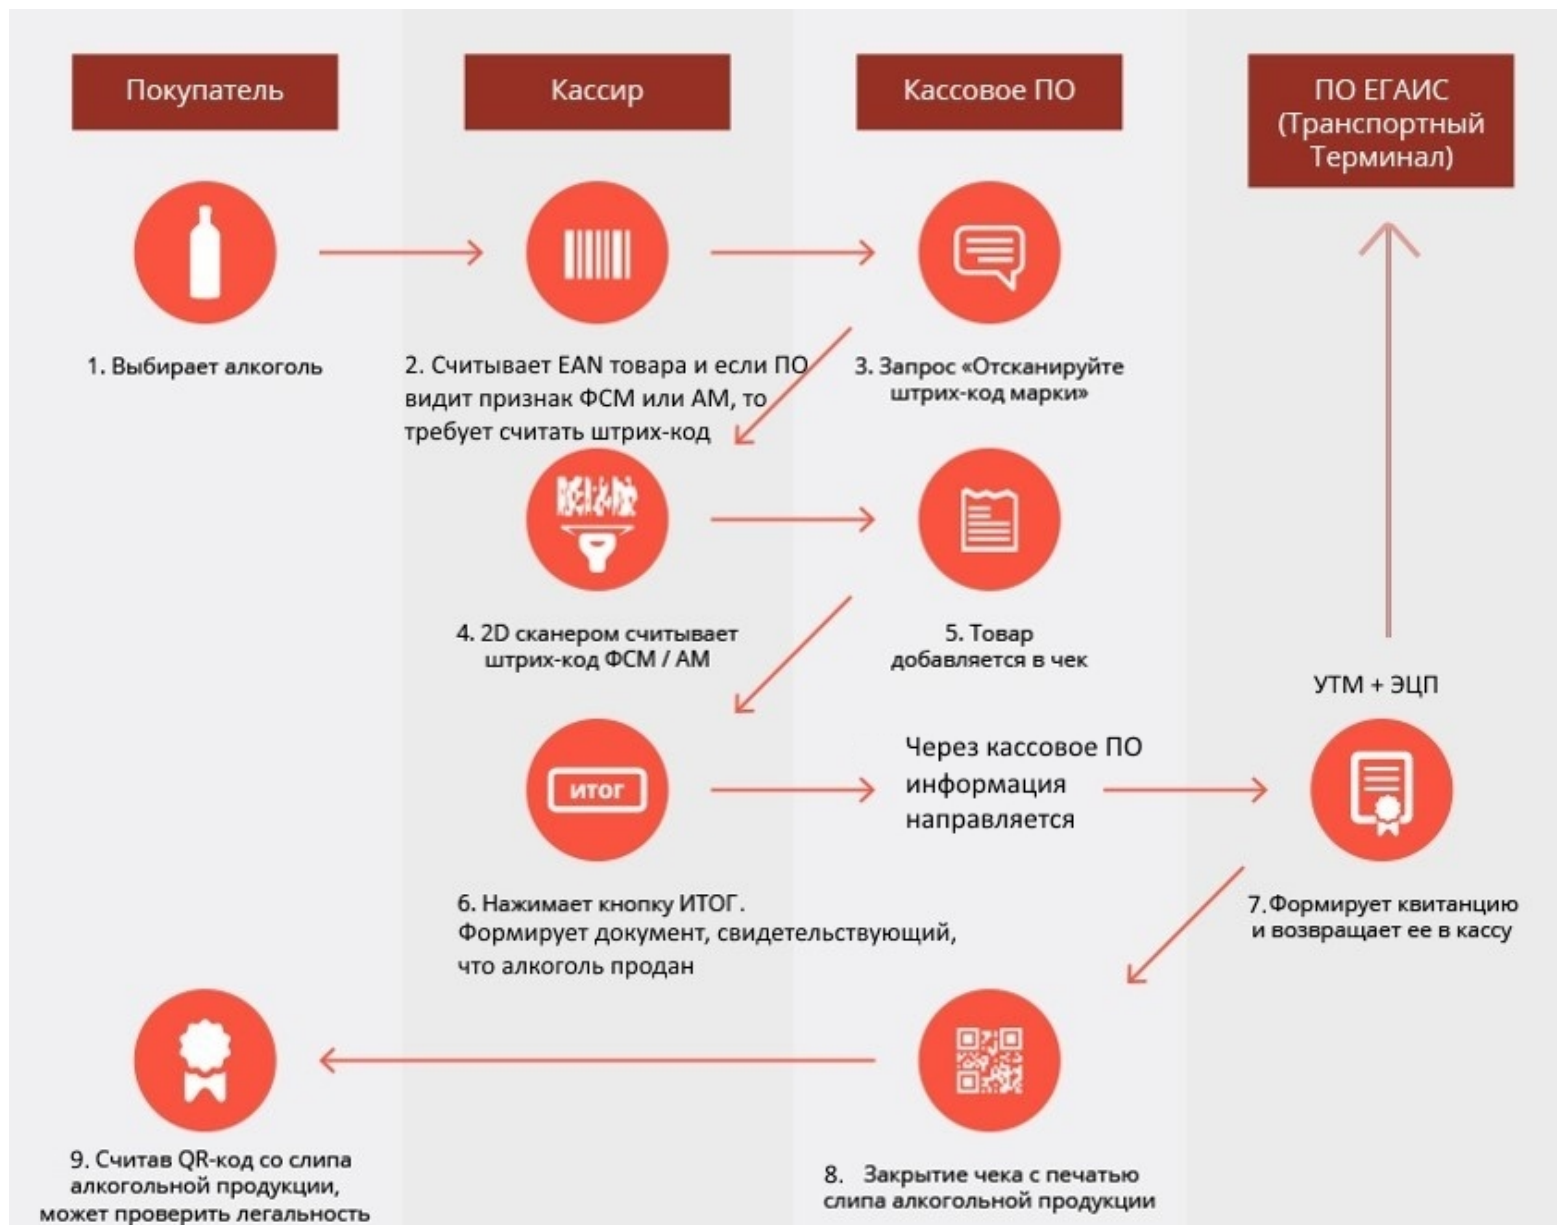 Покупатель
Кассир
Кассовое ПО
ПО ЕГАИС
(Транспортный
Терминал)
1. Выбирает алкоголь
2. Считывает EAN товара и если ПО
видит признак ФСМ или АМ, то
требует считать штрих-код
3. Запрос «Отсканируйте
штрих-код марки»
4. 2D сканером считывает
штрих-код ФСМ / АМ
5. Товар
добавляется в чек
УТМ + ЭЦП
итог
Через кассовое ПО
информация
направляется
6. Нажимает кнопку ИТОГ.
Формирует документ, свидетельствующий,
что алкоголь продан
7. Формирует квитанцию
и возвращает ее в кассу
8. Закрытие чека с печатью
слипа алкогольной продукции
9. Считав QR-код со слипа
алкогольной продукции,
может проверить легальность